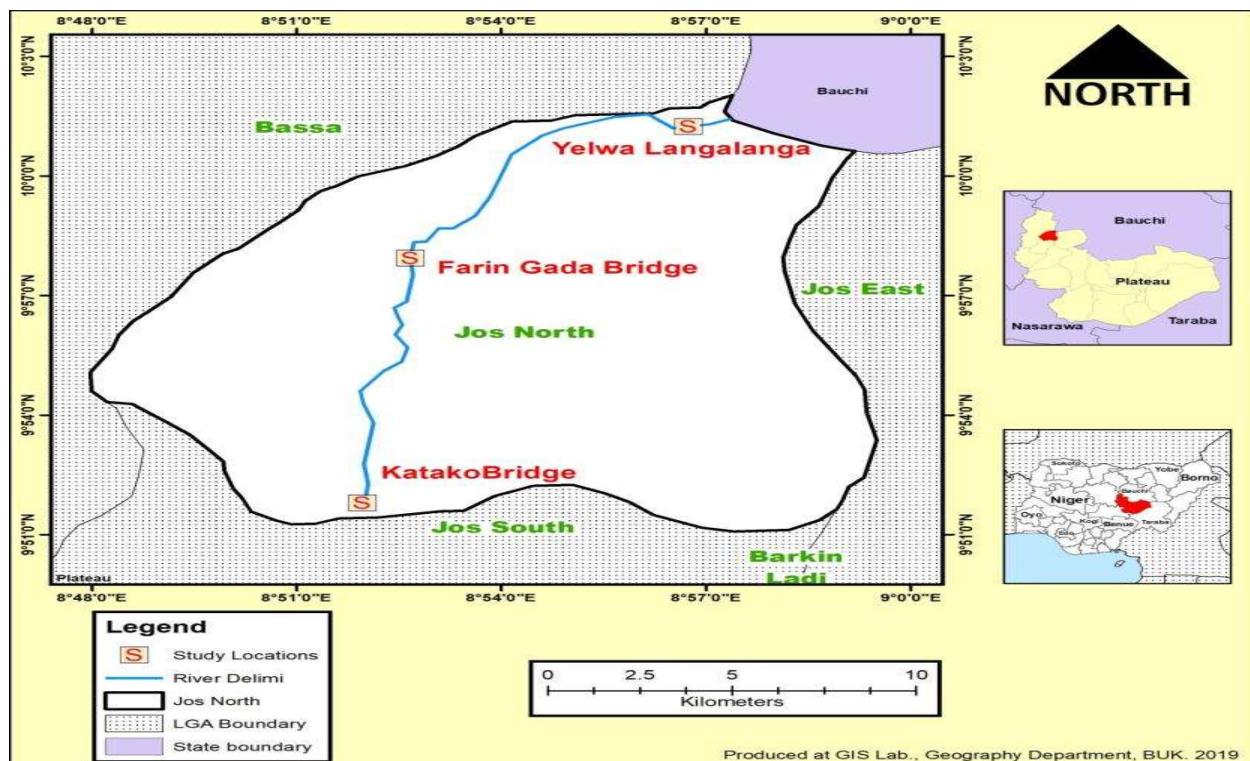 8°48'0"E
8°51'0"E
8°54'0"E
8°57'0"E
9°0'0"E
10°3'0"N
10°3'0"N
Bauchi
NORTH
Bassa
S
Yelwa Langalanga
10°0'0"N
10°0'0"N
Bauchi
S
Farin Gada Bridge
Jos East
Plateau
9°57'0"N
9°57'0"N
Jos North
Nasarawa
Taraba
9°54'0"N
9°54'0"N
KatakoBridge
S
Jos South
9°51'0"N
9°51'0"N
Barkin
Ladi
Plateau
Sokoto
Yobe
Borno
Bauchi
Niger
Oyo
Kogi
Benue
Taraba
Edo
8°48'0"E
8°51'0"E
8°54'0"E
8°57'0"E
9°0'0"E
Legend
S Study Locations
River Delimi
Jos North
LGA Boundary
State boundary
0 2.5 5 10
Kilometers
Produced at GIS Lab., Geography Department, BUK. 2019